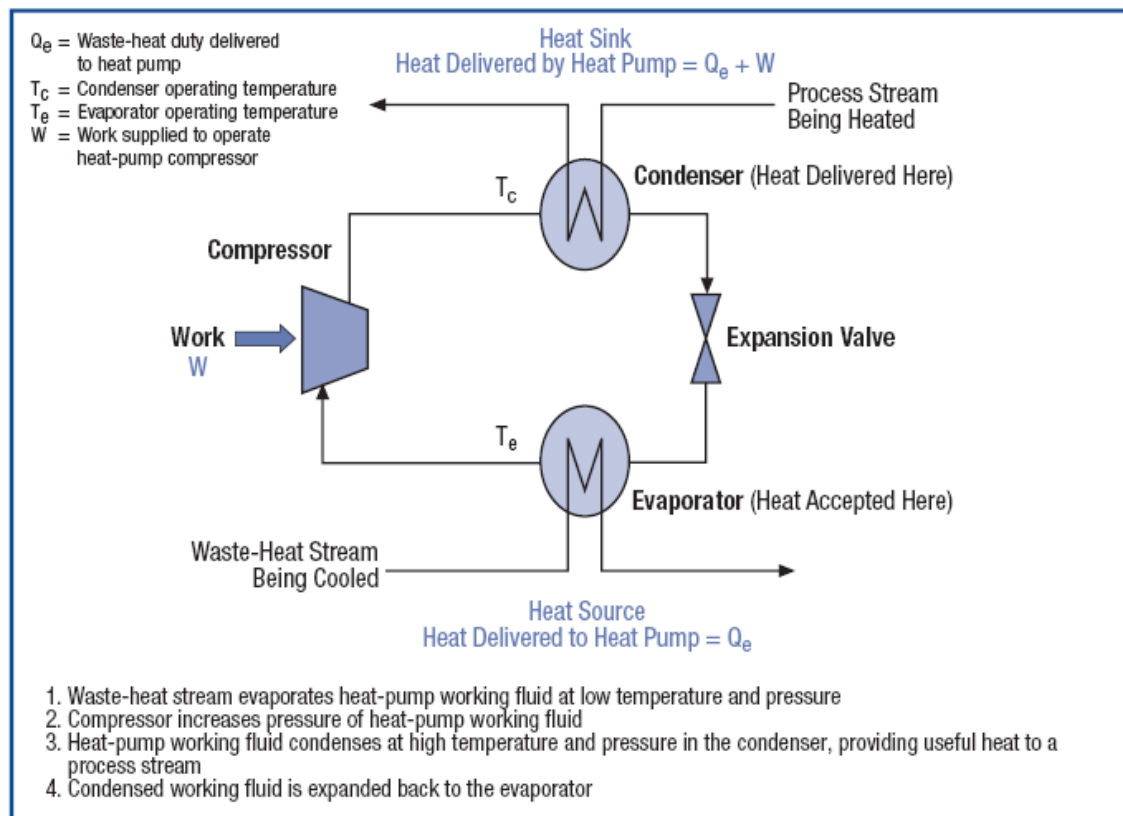 Qe = Waste-heat duty delivered
to heat pump
Tc = Condenser operating temperature
Te = Evaporator operating temperature
W = Work supplied to operate
heat-pump compressor
Heat Sink
Heat Delivered by Heat Pump = Qe + W
Process Stream
Being Heated
Condenser (Heat Delivered Here)
Tc
Compressor
Work
W
Expansion Valve
Te
Evaporator (Heat Accepted Here)
Waste-Heat Stream
Being Cooled
Heat Source
Heat Delivered to Heat Pump = Qe
1. Waste-heat stream evaporates heat-pump working fluid at low temperature and pressure
2. Compressor increases pressure of heat-pump working fluid
3. Heat-pump working fluid condenses at high temperature and pressure in the condenser, providing useful heat to a
process stream
4. Condensed working fluid is expanded back to the evaporator